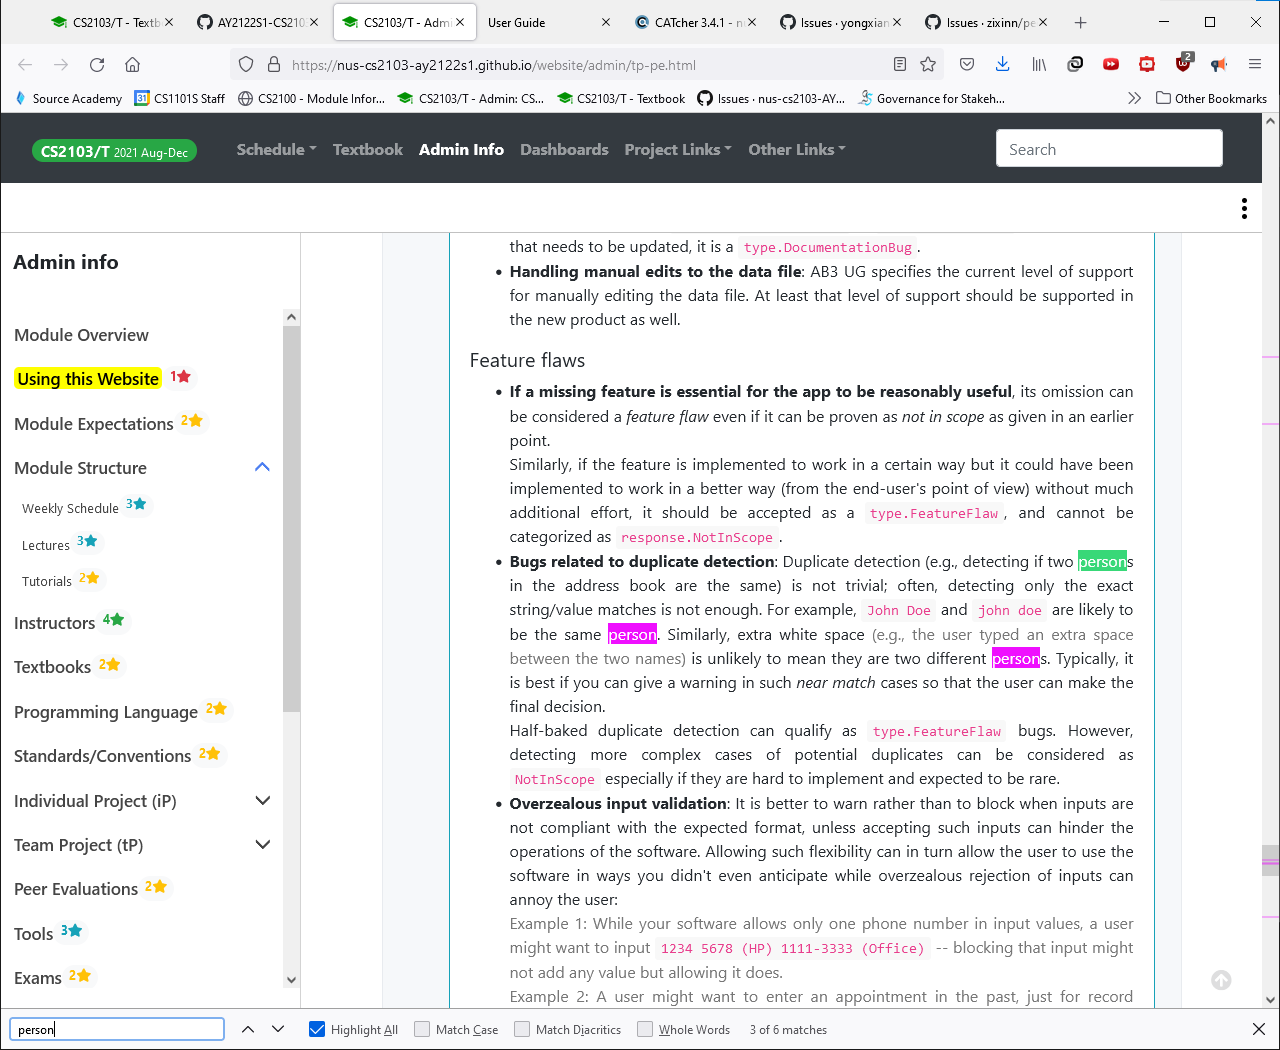 CS2103/T - Textb
AY2122S1-CS2103
CS2103/T - Admi
User Guide
CATcher 3.4.1 - n
Issues · yongxian
Issues · zixinn/pe
https://nus-cs2103-ay2122s1.github.io/website/admin/tp-pe.html
2
Source Academy
CS1101S Staff
CS2100 - Module Infor...
CS2103/T - Admin: CS...
CS2103/T - Textbook
Issues · nus-cs2103-AY...
Governance for Stakeh...
Other Bookmarks
CS2103/T 2021 Aug-Dec
Schedule
Textbook
Admin Info
Dashboards
Project Links
Other Links
Search
Admin info
Module Overview
Using this Website 1
Module Expectations 2
Module Structure
Weekly Schedule 3
Lectures 3
Tutorials 2
Instructors 4
Textbooks 2
Programming Language 2
Standards/Conventions 2
Individual Project (iP)
Team Project (tP)
Peer Evaluations 2
Tools 3
Exams 2
that needs to be updated, it is a type.DocumentationBug.
• Handling manual edits to the data file: AB3 UG specifies the current level of support
for manually editing the data file. At least that level of support should be supported in
the new product as well.
Feature flaws
• If a missing feature is essential for the app to be reasonably useful, its omission can
be considered a feature flaw even if it can be proven as not in scope as given in an earlier
point.
Similarly, if the feature is implemented to work in a certain way but it could have been
implemented to work in a better way (from the end-user's point of view) without much
additional effort, it should be accepted as a type.FeatureFlaw, and cannot be
categorized as response.NotInScope.
• Bugs related to duplicate detection: Duplicate detection (e.g., detecting if two persons
in the address book are the same) is not trivial; often, detecting only the exact
string/value matches is not enough. For example, John Doe and john doe are likely to
be the same person. Similarly, extra white space (e.g., the user typed an extra space
between the two names) is unlikely to mean they are two different persons. Typically, it
is best if you can give a warning in such near match cases so that the user can make the
final decision.
Half-baked duplicate detection can qualify as type.FeatureFlaw bugs. However,
detecting more complex cases of potential duplicates can be considered as
NotInScope especially if they are hard to implement and expected to be rare.
• Overzealous input validation: It is better to warn rather than to block when inputs are
not compliant with the expected format, unless accepting such inputs can hinder the
operations of the software. Allowing such flexibility can in turn allow the user to use the
software in ways you didn't even anticipate while overzealous rejection of inputs can
annoy the user:
Example 1: While your software allows only one phone number in input values, a user
might want to input 1234 5678 (HP) 1111-3333 (Office) -- blocking that input might
not add any value but allowing it does.
Example 2: A user might want to enter an appointment in the past, just for record
person
Highlight All
Match Case
Match Diacritics
Whole Words
3 of 6 matches